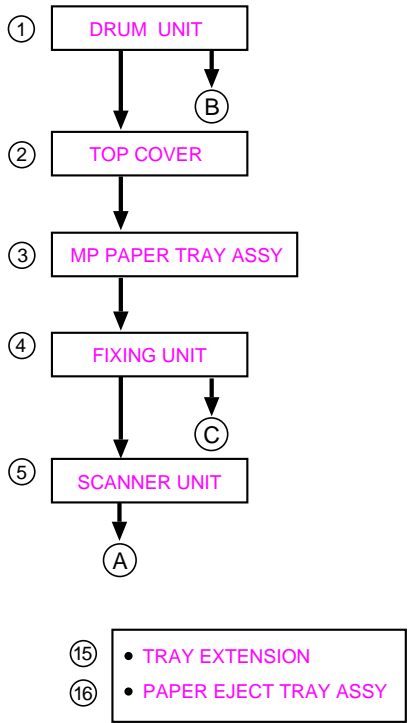 ① DRUM UNIT
B
② TOP COVER
③ MP PAPER TRAY ASSY
④ FIXING UNIT
C
⑤ SCANNER UNIT
A
⑮ • TRAY EXTENSION
⑯ • PAPER EJECT TRAY ASSY